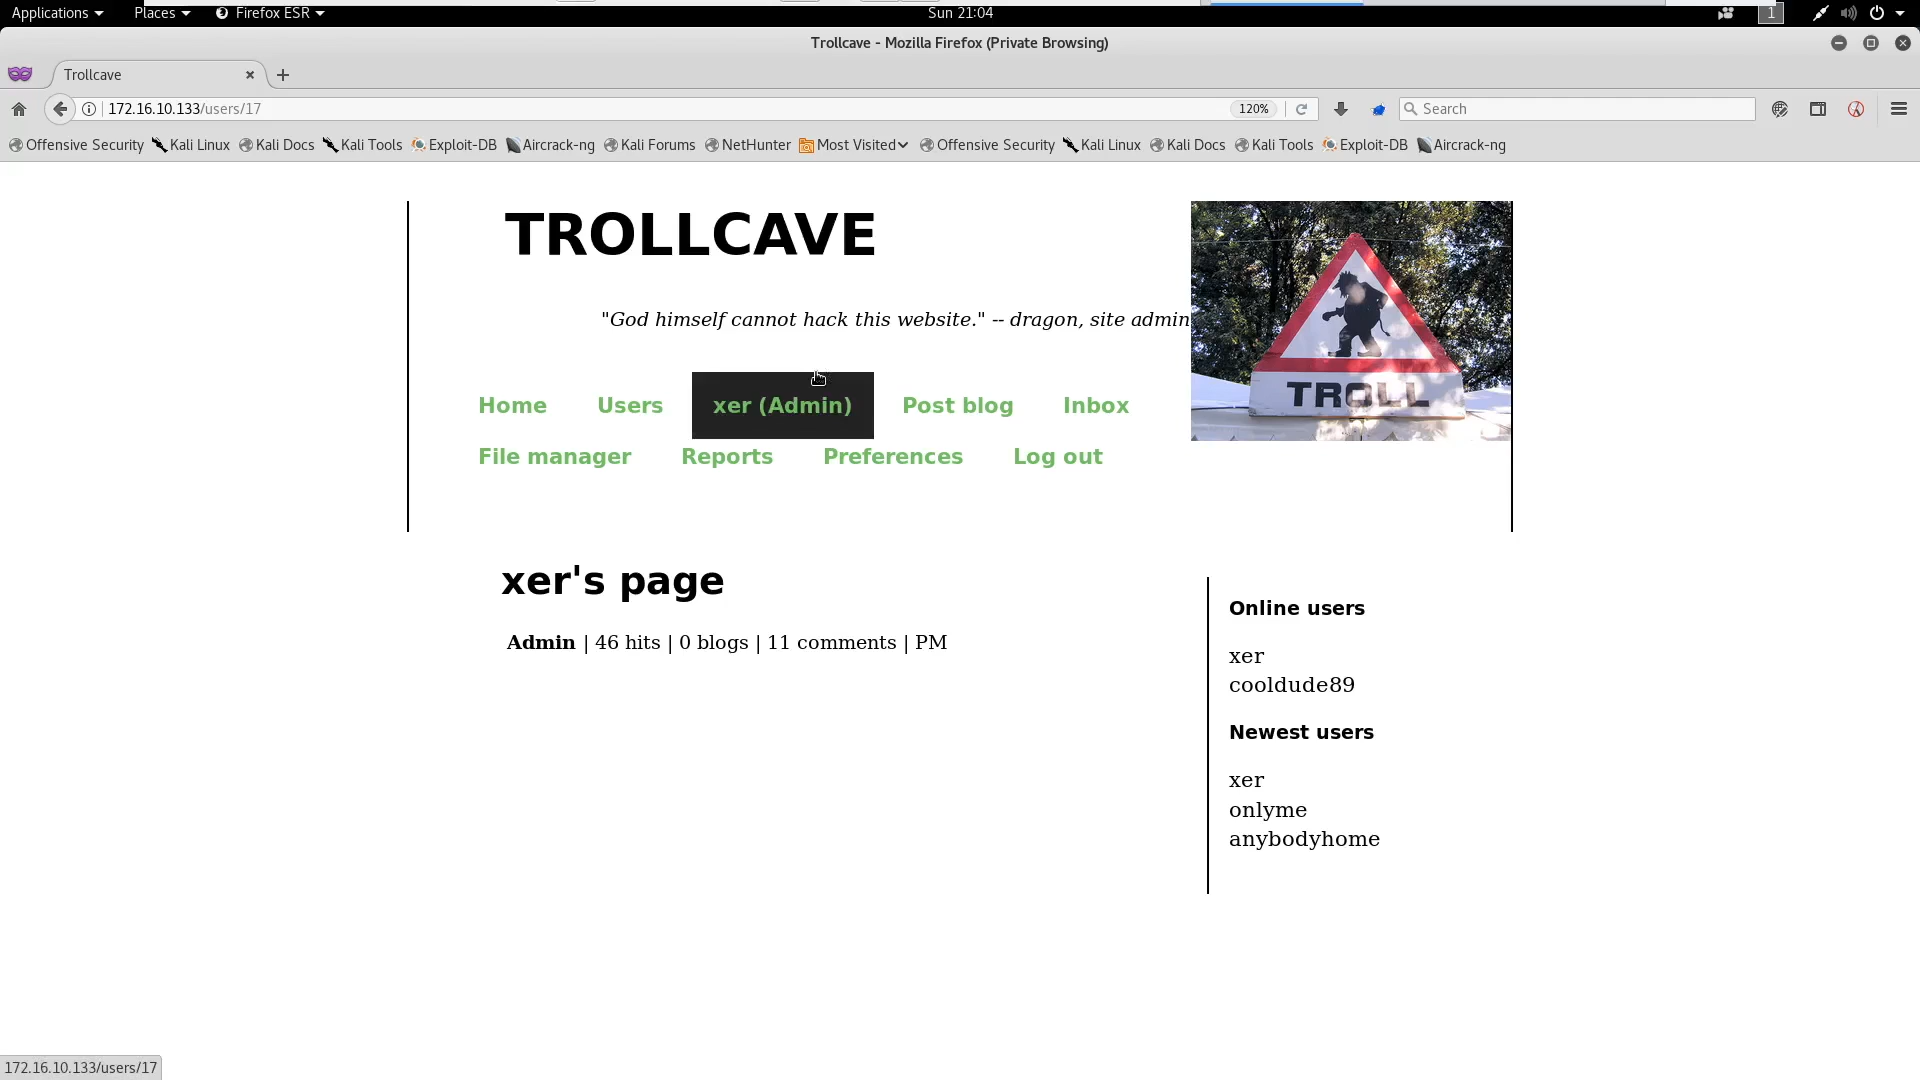 Applications Places Firefox ESR Sun 21:04 1
Trollcave - Mozilla Firefox (Private Browsing)
Trollcave
172.16.10.133/users/17 120% Search
Offensive Security Kali Linux Kali Docs Kali Tools Exploit-DB Aircrack-ng Kali Forums NetHunter Most Visited Offensive Security Kali Linux Kali Docs Kali Tools Exploit-DB Aircrack-ng
TROLLCAVE
"God himself cannot hack this website." -- dragon, site admin
TROLL
Home Users xer (Admin) Post blog Inbox
File manager Reports Preferences Log out
xer's page
Admin | 46 hits | 0 blogs | 11 comments | PM
Online users
xer
cooldude89
Newest users
xer
onlyme
anybodyhome
172.16.10.133/users/17